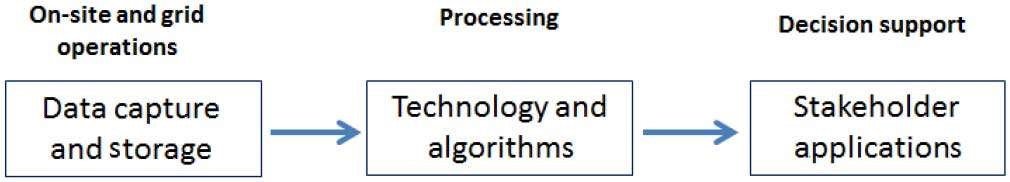 On-site and grid
operations
Data capture
and storage
Processing
Technology and
algorithms
Decision support
Stakeholder
applications